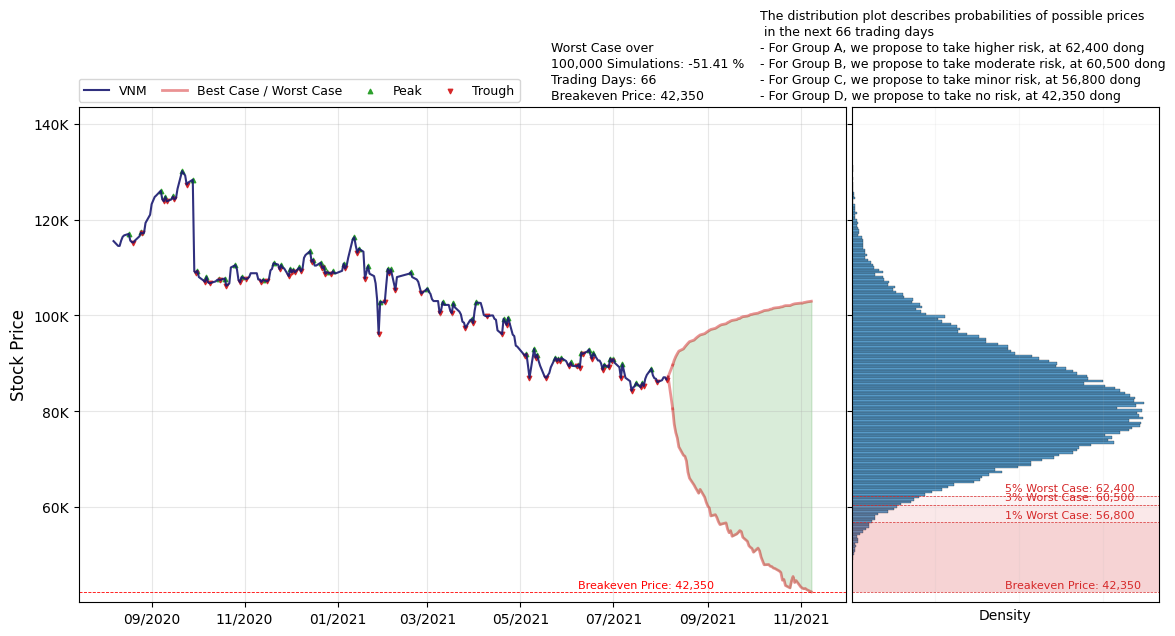 The distribution plot describes probabilities of possible prices
in the next 66 trading days
- For Group A, we propose to take higher risk, at 62,400 dong
- For Group B, we propose to take moderate risk, at 60,500 dong
- For Group C, we propose to take minor risk, at 56,800 dong
- For Group D, we propose to take no risk, at 42,350 dong
Worst Case over
100,000 Simulations: -51.41 %
Trading Days: 66
Breakeven Price: 42,350
VNM
Best Case / Worst Case
Peak
Trough
Stock Price
140K
120K
100K
80K
60K
Breakeven Price: 42,350
09/2020
11/2020
01/2021
03/2021
05/2021
07/2021
09/2021
11/2021
5% Worst Case: 62,400
3% Worst Case: 60,500
1% Worst Case: 56,800
Breakeven Price: 42,350
Density